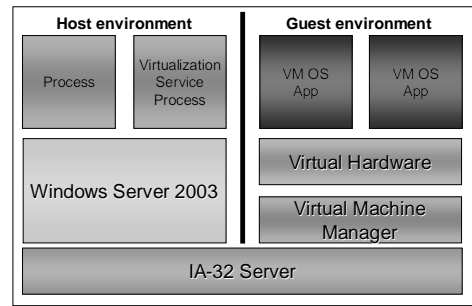 Host environment
Guest environment
Process
Virtualization
Service
Process
VM OS
App
VM OS
App
Windows Server 2003
Virtual Hardware
Virtual Machine
Manager
IA-32 Server